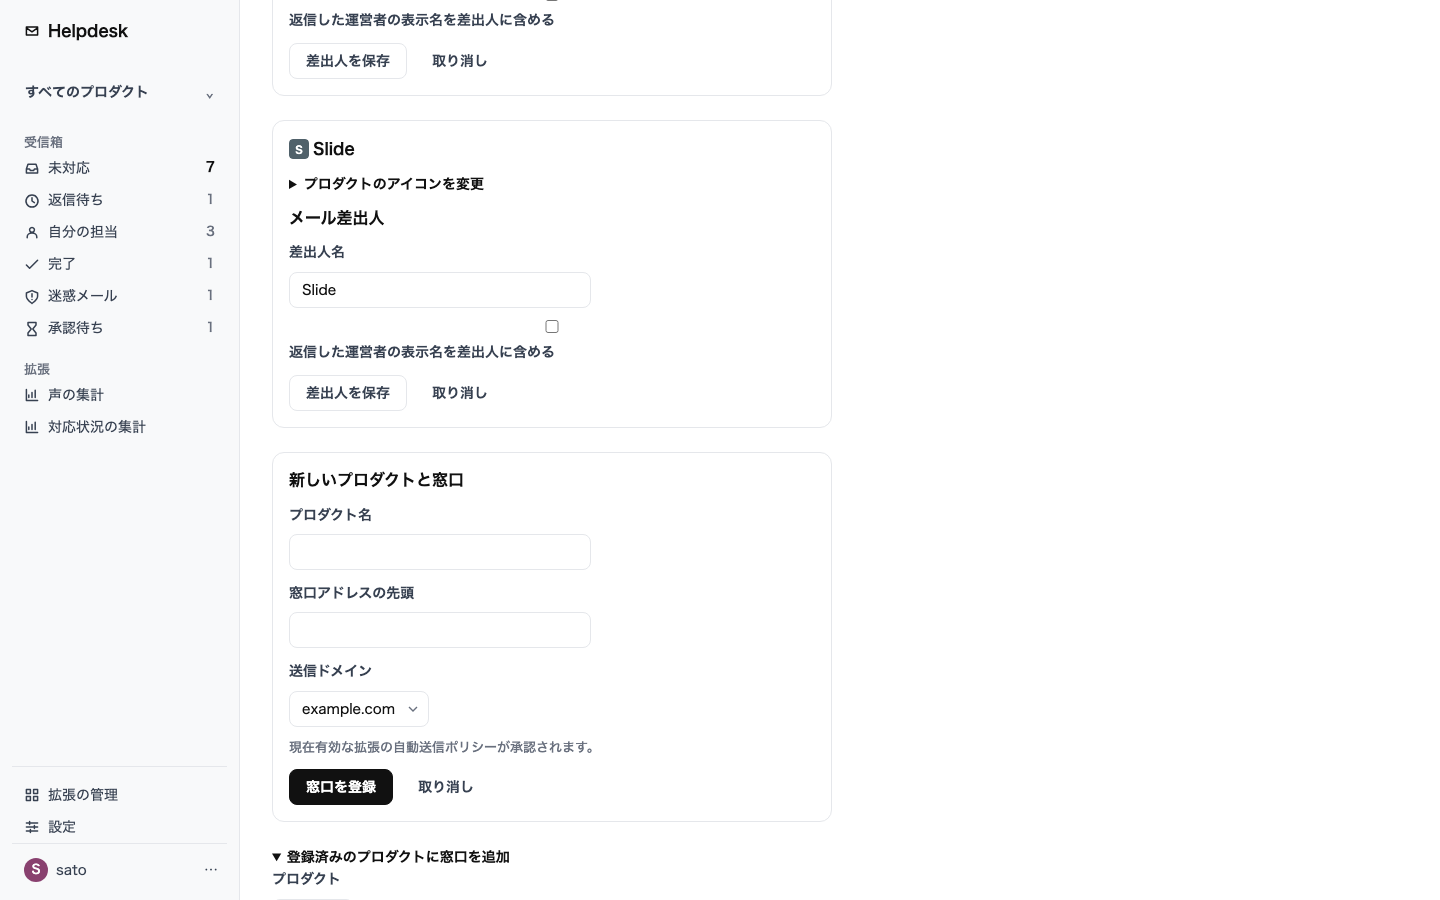 Helpdesk
すべてのプロダクト
受信箱
未対応 7
返信待ち 1
自分の担当 3
完了 1
迷惑メール 1
承認待ち 1
拡張
声の集計
対応状況の集計
拡張の管理
設定
S sato ...
返信した運営者の表示名を差出人に含める
差出人を保存 取り消し
S Slide
プロダクトのアイコンを変更
メール差出人
差出人名
Slide
返信した運営者の表示名を差出人に含める
差出人を保存 取り消し
新しいプロダクトと窓口
プロダクト名
窓口アドレスの先頭
送信ドメイン
example.com
現在有効な拡張の自動送信ポリシーが承認されます。
窓口を登録 取り消し
登録済みのプロダクトに窓口を追加
プロダクト